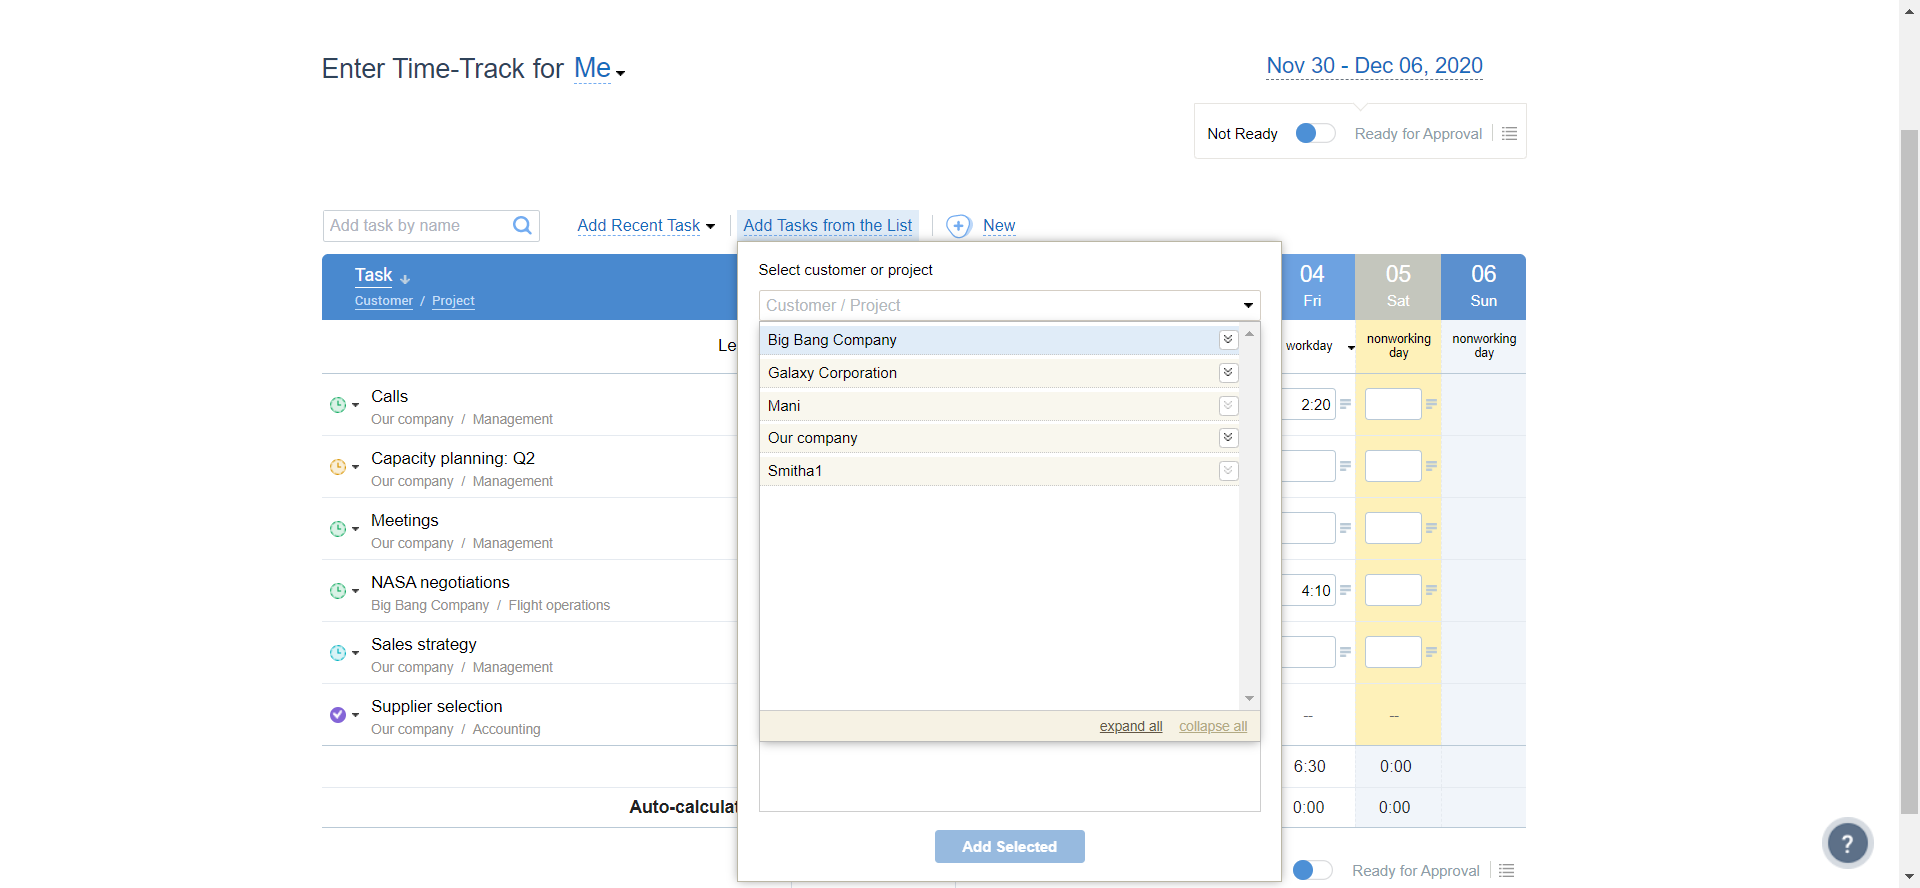 Enter Time-Track for Me
Nov 30 - Dec 06, 2020
Not Ready Ready for Approval
Add task by name Add Recent Task Add Tasks from the List New
Select customer or project
Customer / Project
Big Bang Company
Galaxy Corporation
Mani
Our company
Smitha1
expand all collapse all
Add Selected
Task
Customer / Project
04 05 06
Fri Sat Sun
Le workday nonworking day nonworking day
Calls
Our company / Management
2:20
Capacity planning: Q2
Our company / Management
Meetings
Our company / Management
NASA negotiations
Big Bang Company / Flight operations
4:10
Sales strategy
Our company / Management
Supplier selection
Our company / Accounting
-- --
6:30 0:00
Auto-calculat 0:00 0:00
Ready for Approval
?